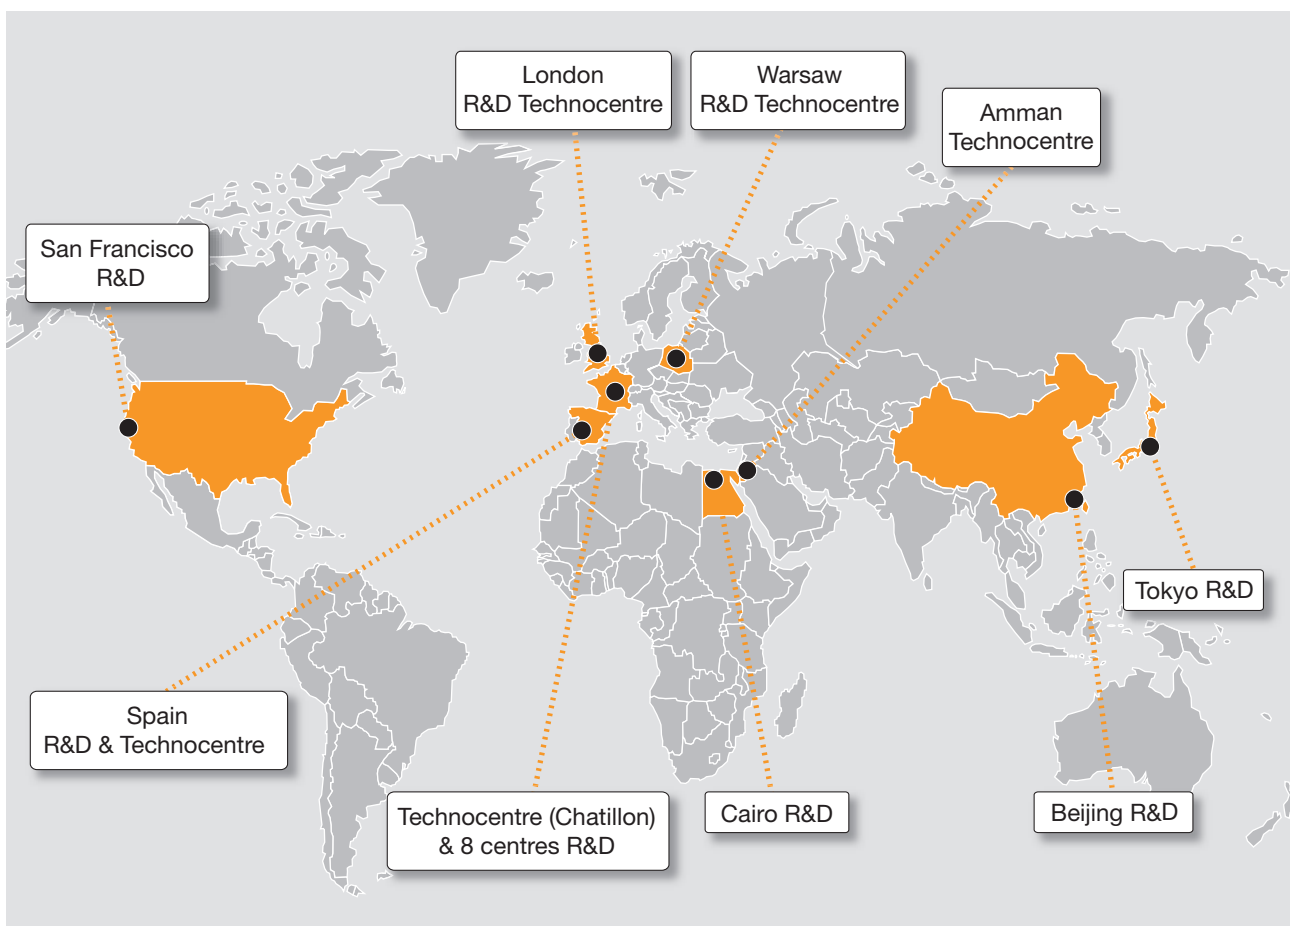 London
R&D Technocentre
Warsaw
R&D Technocentre
Amman
Technocentre
San Francisco
R&D
Tokyo R&D
Spain
R&D & Technocentre
Technocentre (Chatillon)
& 8 centres R&D
Cairo R&D
Beijing R&D